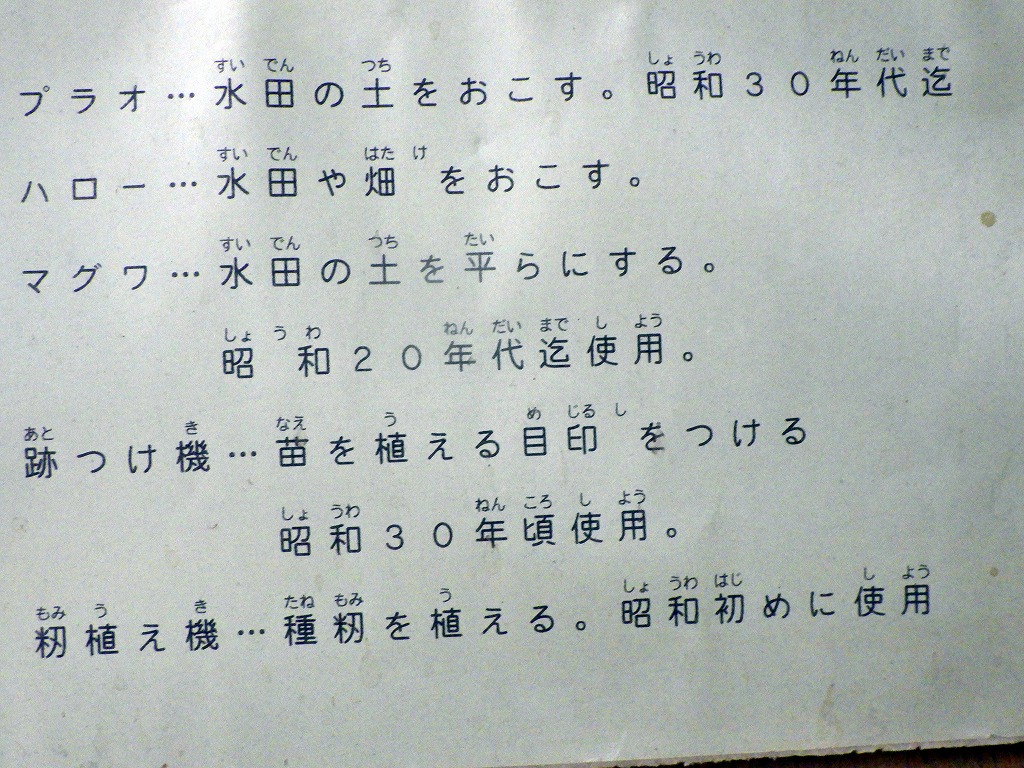 プラオ…水田の土をおこす。昭和30年代迄
ハロー…水田や畑をおこす。
マグワ…水田の土を平らにする。
昭和20年代迄使用。
跡つけ機…苗を植える目印をつける
昭和30年頃使用。
籾植え機…種籾を植える。昭和初めに使用